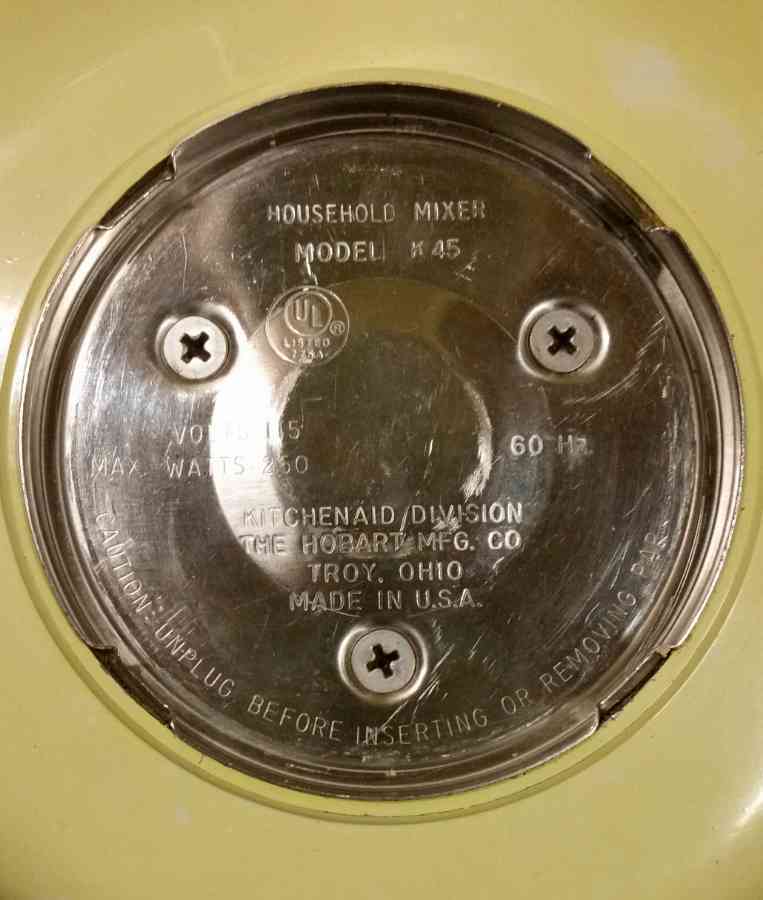 HOUSEHOLD MIXER
MODEL K45
UL
®
LISTED
VOLTS 115
60 Hz.
MAX. WATTS 250
KITCHENAID DIVISION
THE HOBART MFG. CO
TROY, OHIO
MADE IN U.S.A.
CAUTION: UNPLUG BEFORE INSERTING OR REMOVING PAR